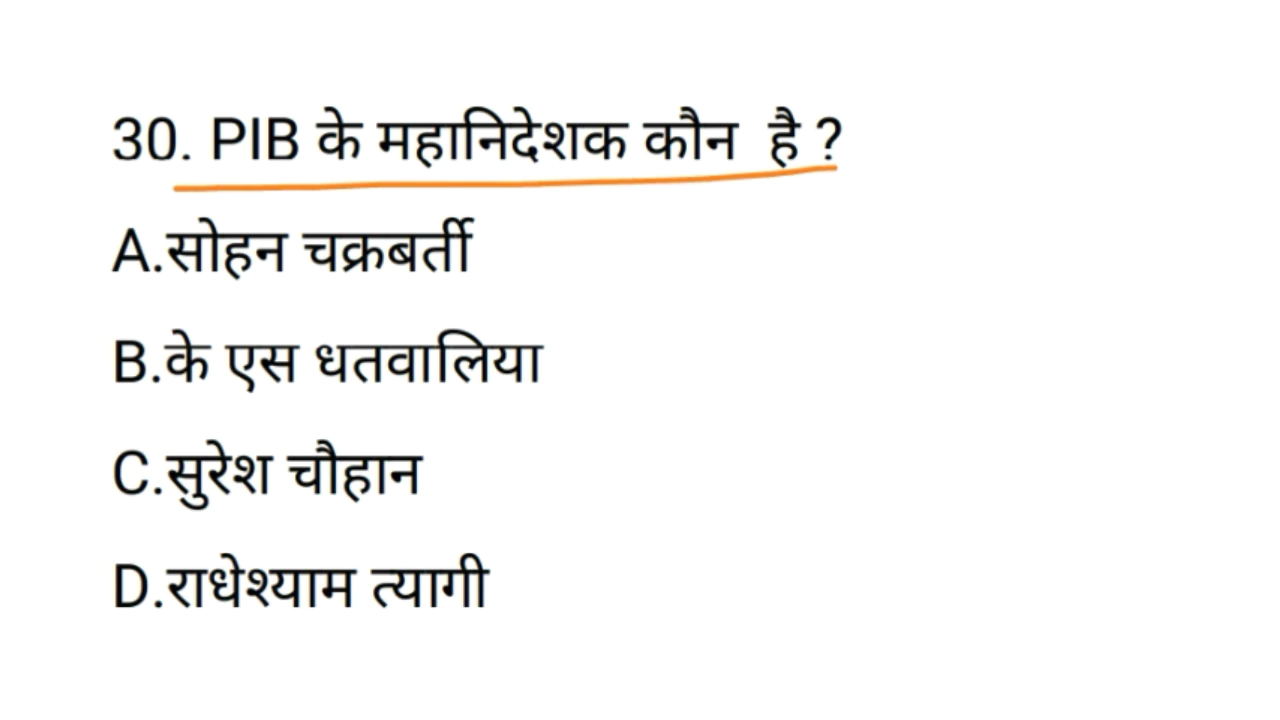 30. PIB के महानिदेशक कौन है ?
A.सोहन चक्रबर्ती
B.के एस धतवालिया
C.सुरेश चौहान
D.राधेश्याम त्यागी